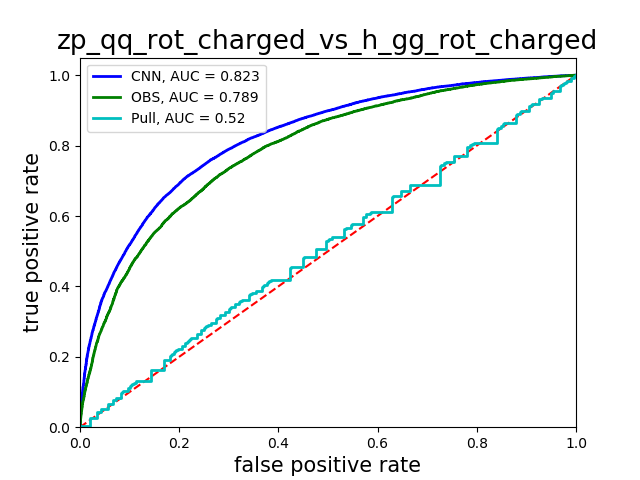 zp_qq_rot_charged_vs_h_gg_rot_charged
CNN, AUC = 0.823
OBS, AUC = 0.789
Pull, AUC = 0.52
1.0
0.8
0.6
0.4
0.2
0.0
true positive rate
0.0 0.2 0.4 0.6 0.8 1.0
false positive rate